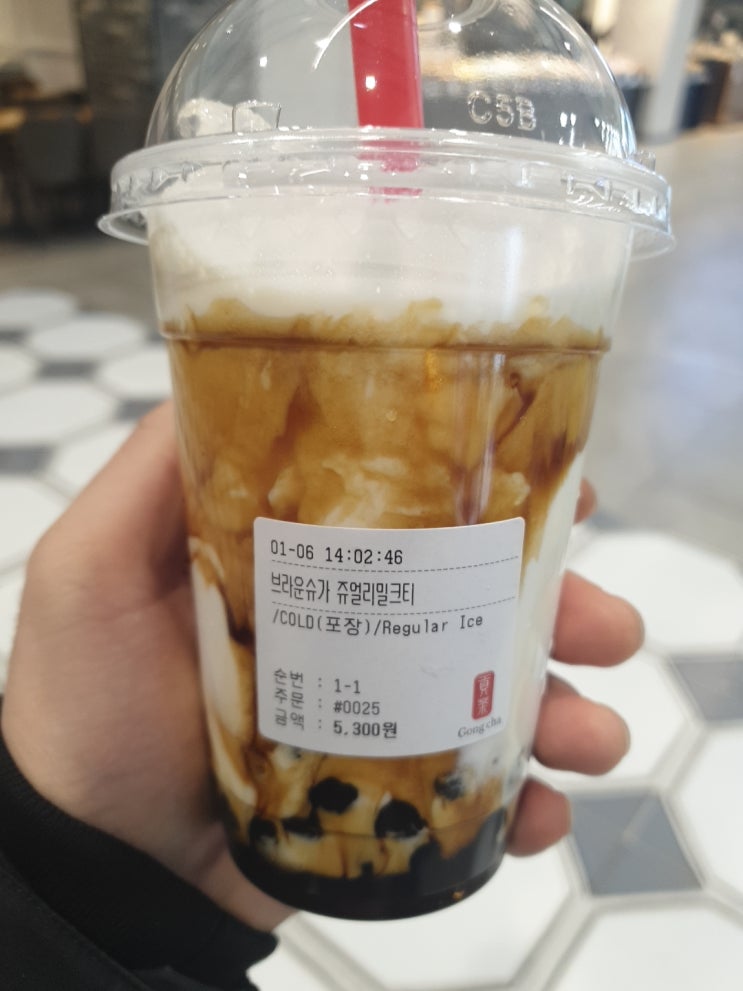 CSB
01-06 14:02:46
브라운슈가 쥬얼리밀크티
/COLD(포장)/Regular Ice
순번 : 1-1
주문 : #0025
금액 : 5,300원
貢茶
Gong cha